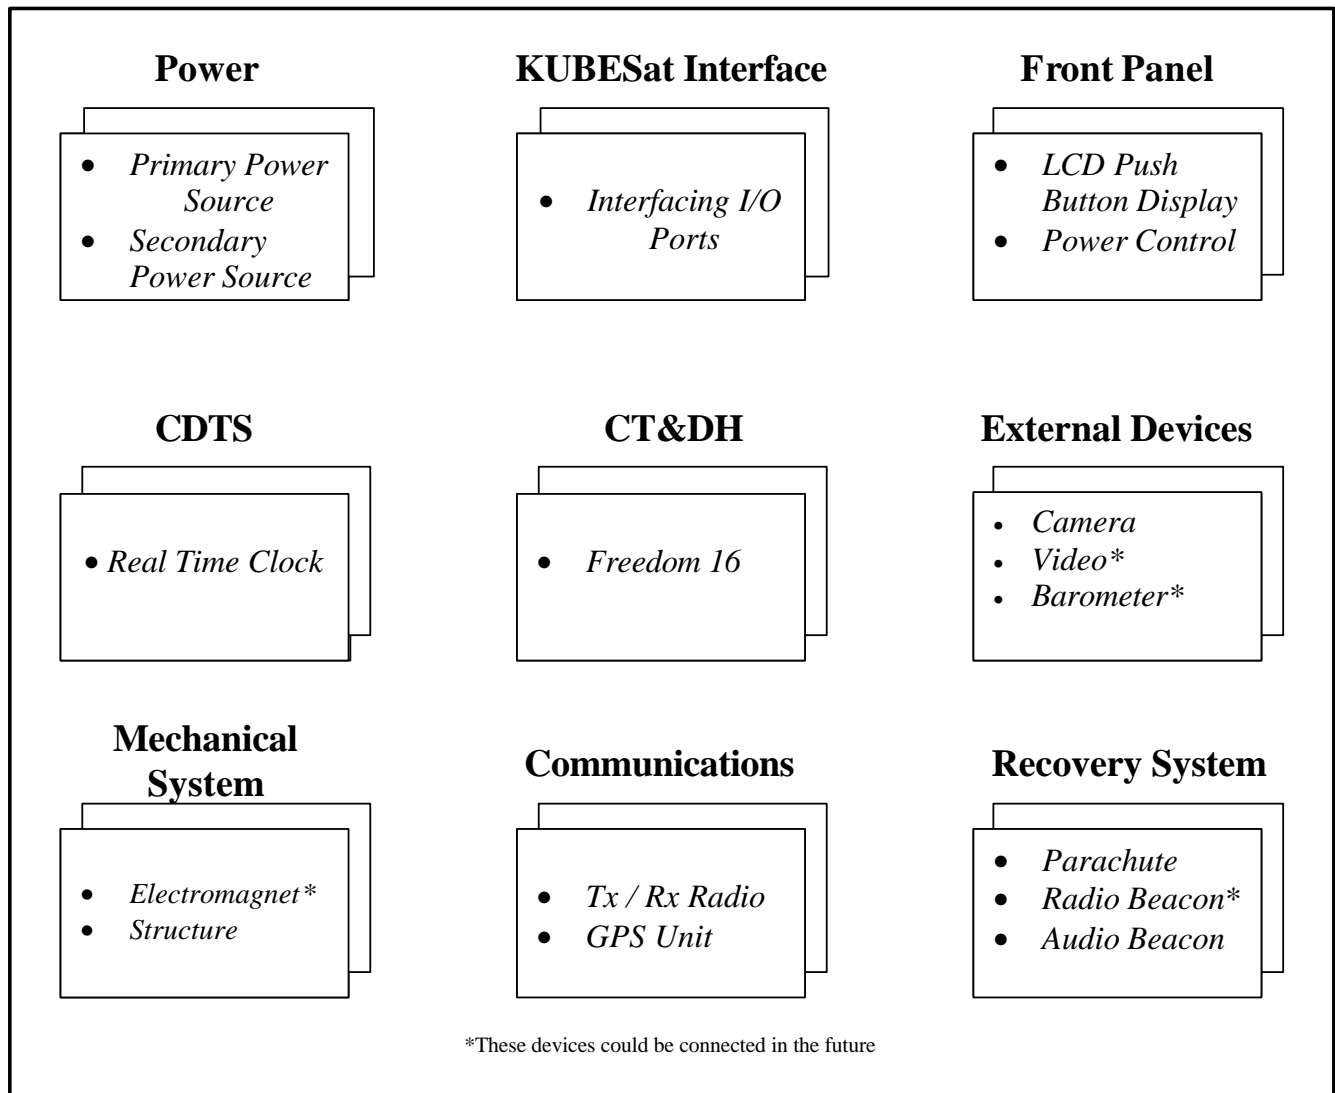 Power
• Primary Power
Source
• Secondary
Power Source
KUBESat Interface
• Interfacing I/O
Ports
Front Panel
• LCD Push
Button Display
• Power Control
CDTS
• Real Time Clock
CT&DH
• Freedom 16
External Devices
• Camera
• Video*
• Barometer*
Mechanical
System
• Electromagnet*
• Structure
Communications
• Tx / Rx Radio
• GPS Unit
Recovery System
• Parachute
• Radio Beacon*
• Audio Beacon
*These devices could be connected in the future